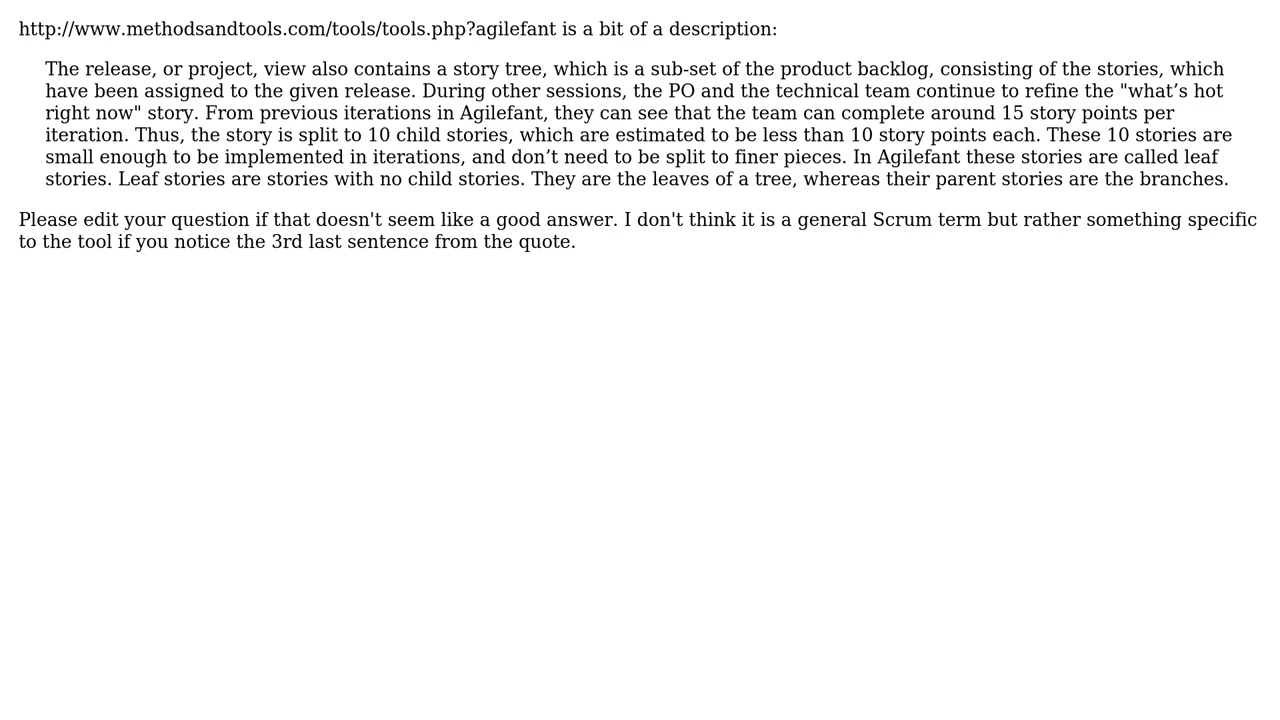 http://www.methodsandtools.com/tools/tools.php?agilefant is a bit of a description:
The release, or project, view also contains a story tree, which is a sub-set of the product backlog, consisting of the stories, which
have been assigned to the given release. During other sessions, the PO and the technical team continue to refine the "what’s hot
right now" story. From previous iterations in Agilefant, they can see that the team can complete around 15 story points per
iteration. Thus, the story is split to 10 child stories, which are estimated to be less than 10 story points each. These 10 stories are
small enough to be implemented in iterations, and don’t need to be split to finer pieces. In Agilefant these stories are called leaf
stories. Leaf stories are stories with no child stories. They are the leaves of a tree, whereas their parent stories are the branches.
Please edit your question if that doesn't seem like a good answer. I don't think it is a general Scrum term but rather something specific
to the tool if you notice the 3rd last sentence from the quote.